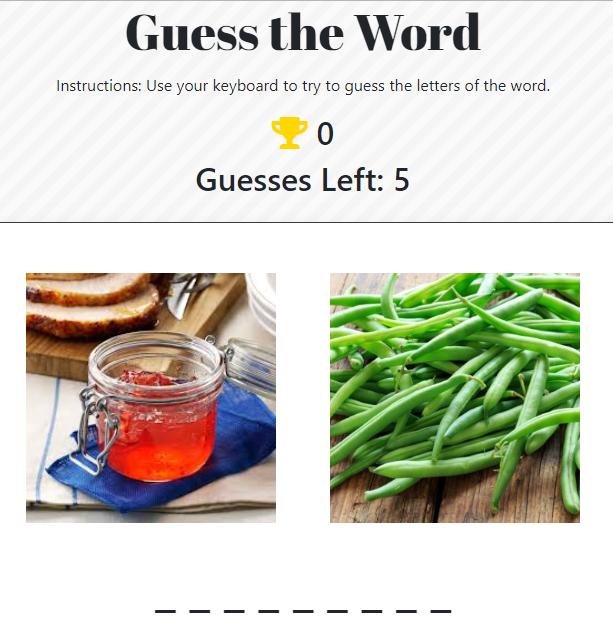 Guess the Word
Instructions: Use your keyboard to try to guess the letters of the word.
0
Guesses Left: 5
_ _ _ _ _ _ _ _ _